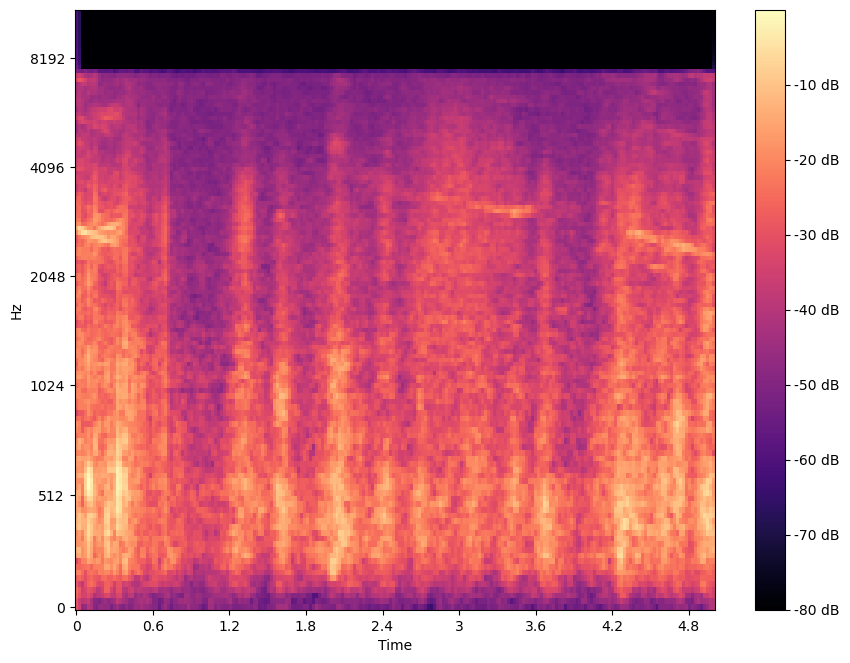 8192
4096
2048
1024
512
0
Hz
0 0.6 1.2 1.8 2.4 3 3.6 4.2 4.8
Time
-10 dB
-20 dB
-30 dB
-40 dB
-50 dB
-60 dB
-70 dB
-80 dB